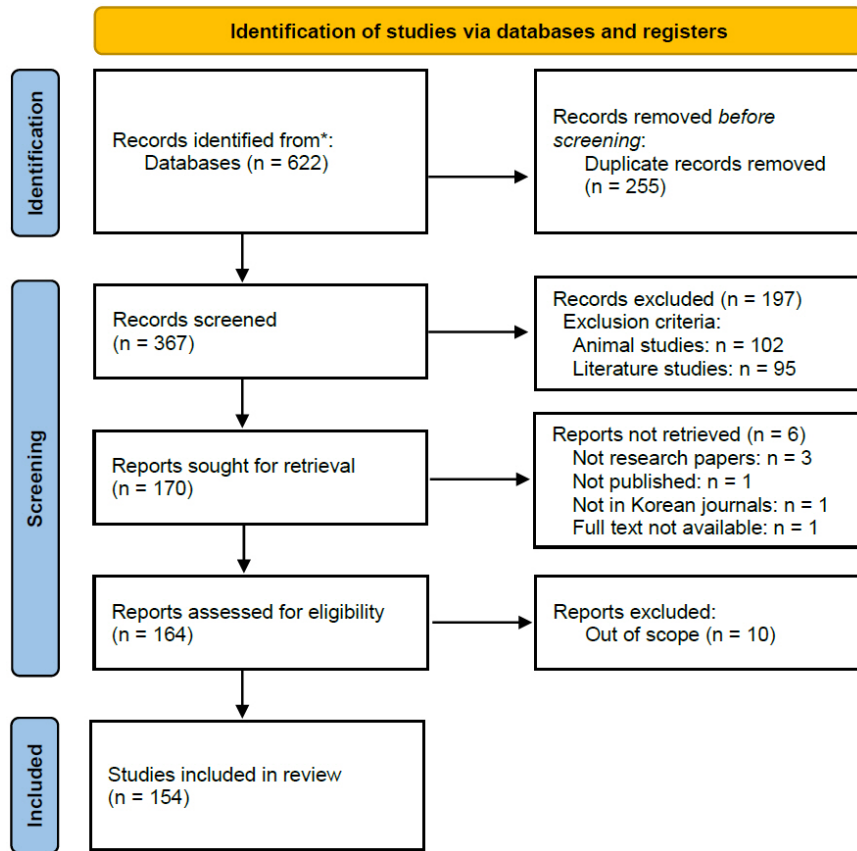 Identification of studies via databases and registers
Identification
Records identified from*:
Databases (n = 622)
Records removed before
screening:
Duplicate records removed
(n = 255)
Screening
Records screened
(n = 367)
Records excluded (n = 197)
Exclusion criteria:
Animal studies: n = 102
Literature studies: n = 95
Reports sought for retrieval
(n = 170)
Reports not retrieved (n = 6)
Not research papers: n = 3
Not published: n = 1
Not in Korean journals: n = 1
Full text not available: n = 1
Reports assessed for eligibility
(n = 164)
Reports excluded:
Out of scope (n = 10)
Included
Studies included in review
(n = 154)